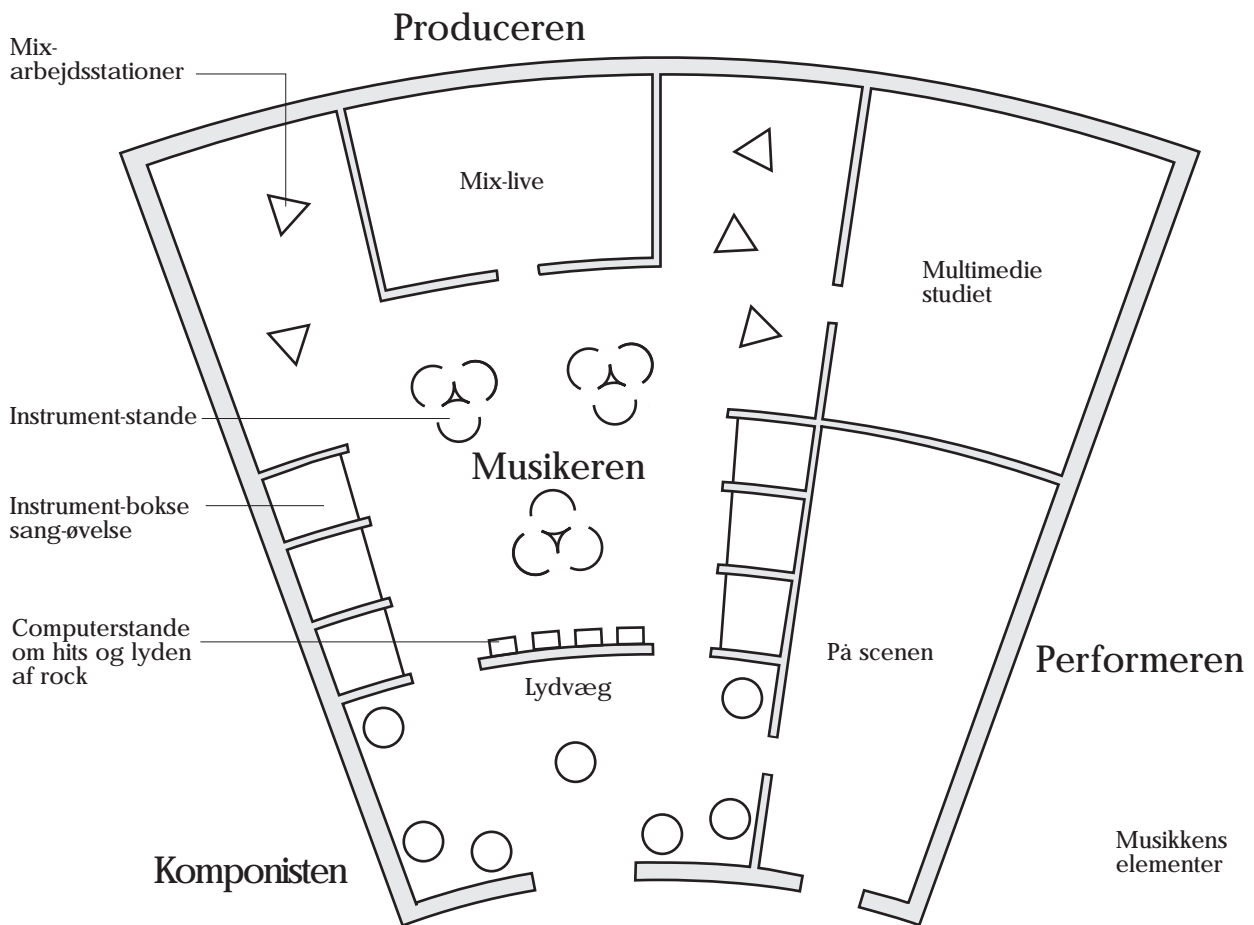 Produceren
Mix-
arbejdsstationer
Mix-live
Multimedie
studiet
Instrument-stande
Musikeren
Instrument-bokse
sang-øvelse
Computerstande
om hits og lyden
af rock
På scenen
Performeren
Lydvæg
Komponisten
Musikkens
elementer